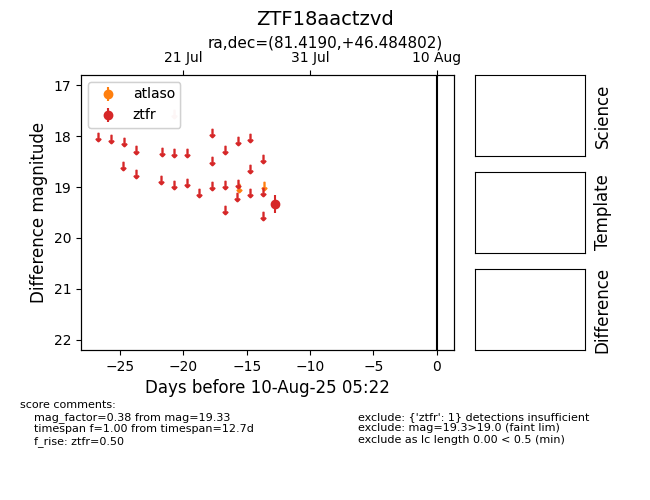 ZTF18aactzvd
ra,dec=(81.4190,+46.484802)
21 Jul
31 Jul
10 Aug
atlaso
ztfr
17
18
19
20
21
22
Difference magnitude
−25
−20
−15
−10
−5
0
Days before 10-Aug-25 05:22
Science
Template
Difference
score comments:
mag_factor=0.38 from mag=19.33
timespan f=1.00 from timespan=12.7d
f_rise: ztfr=0.50
exclude: {'ztfr': 1} detections insufficient
exclude: mag=19.3>19.0 (faint lim)
exclude as lc length 0.00 < 0.5 (min)